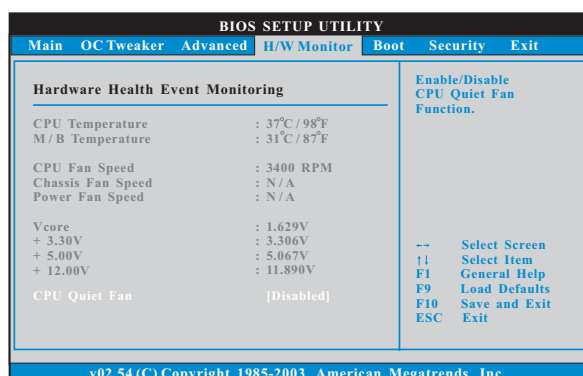 BIOS SETUP UTILITY
Main OC Tweaker Advanced H/W Monitor Boot Security Exit
Hardware Health Event Monitoring
CPU Temperature : 37°C / 98°F
M / B Temperature : 31°C / 87°F
CPU Fan Speed : 3400 RPM
Chassis Fan Speed : N / A
Power Fan Speed : N / A
Vcore : 1.629V
+ 3.30V : 3.306V
+ 5.00V : 5.067V
+ 12.00V : 11.890V
CPU Quiet Fan [Disabled]
Enable/Disable
CPU Quiet Fan
Function.
←→ Select Screen
↑↓ Select Item
F1 General Help
F9 Load Defaults
F10 Save and Exit
ESC Exit
v02.54 (C) Copyright 1985-2003, American Megatrends, Inc.